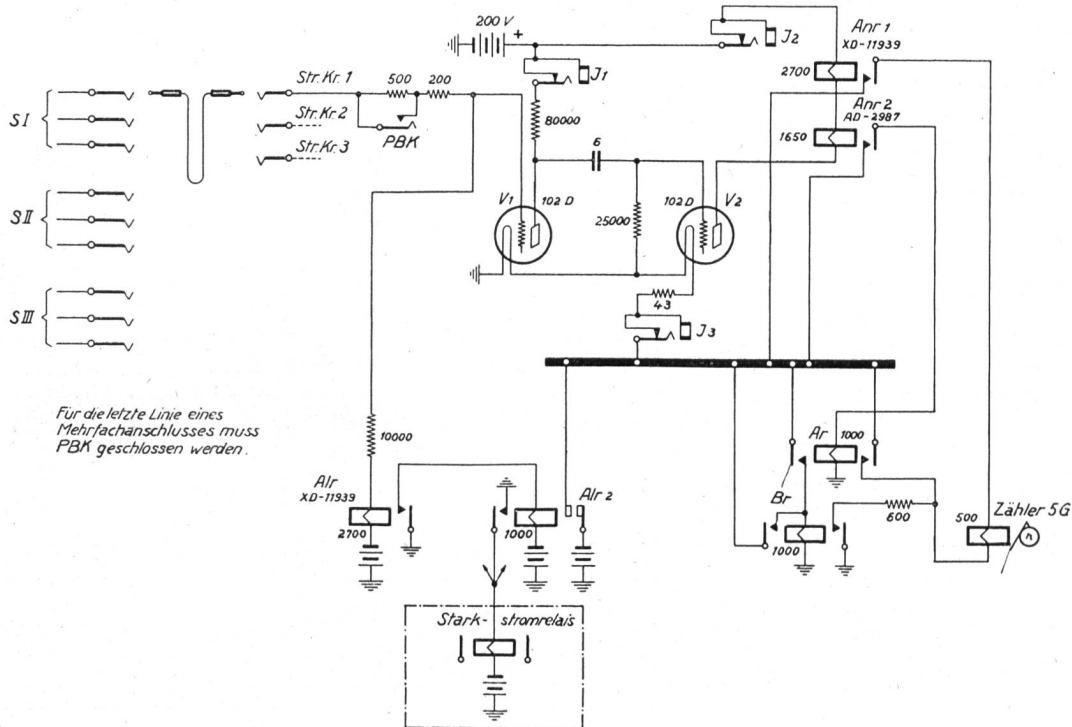 200 V
+
J2
Anr 1
XD-11939
2700
J1
Str.Kr. 1
500
200
S I
Str.Kr. 2
PBK
80000
Anr 2
AD-2987
1650
Str.Kr. 3
6
S II
V1
102 D
25000
102 D
V2
43
J3
S III
Für die letzte Linie eines
Mehrfachanschlusses muss
PBK geschlossen werden.
10000
Ar
1000
Alr
XD-11939
2700
1000
Alr 2
Br
1000
600
500
Zähler 5G
n
Stark-stromrelais